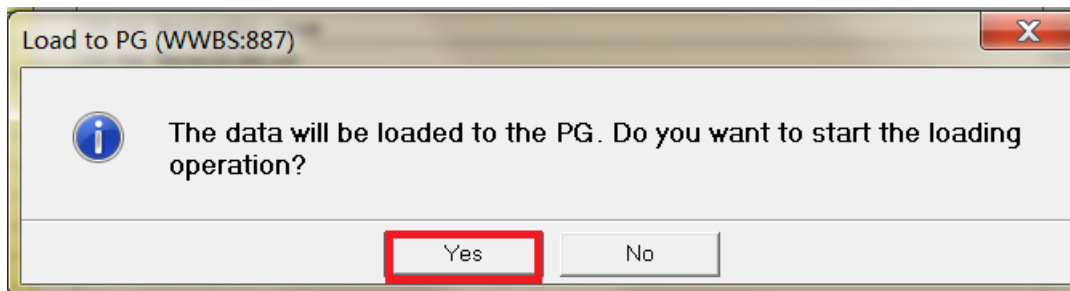 Load to PG (WWBS:887)
The data will be loaded to the PG. Do you want to start the loading
operation?
Yes No